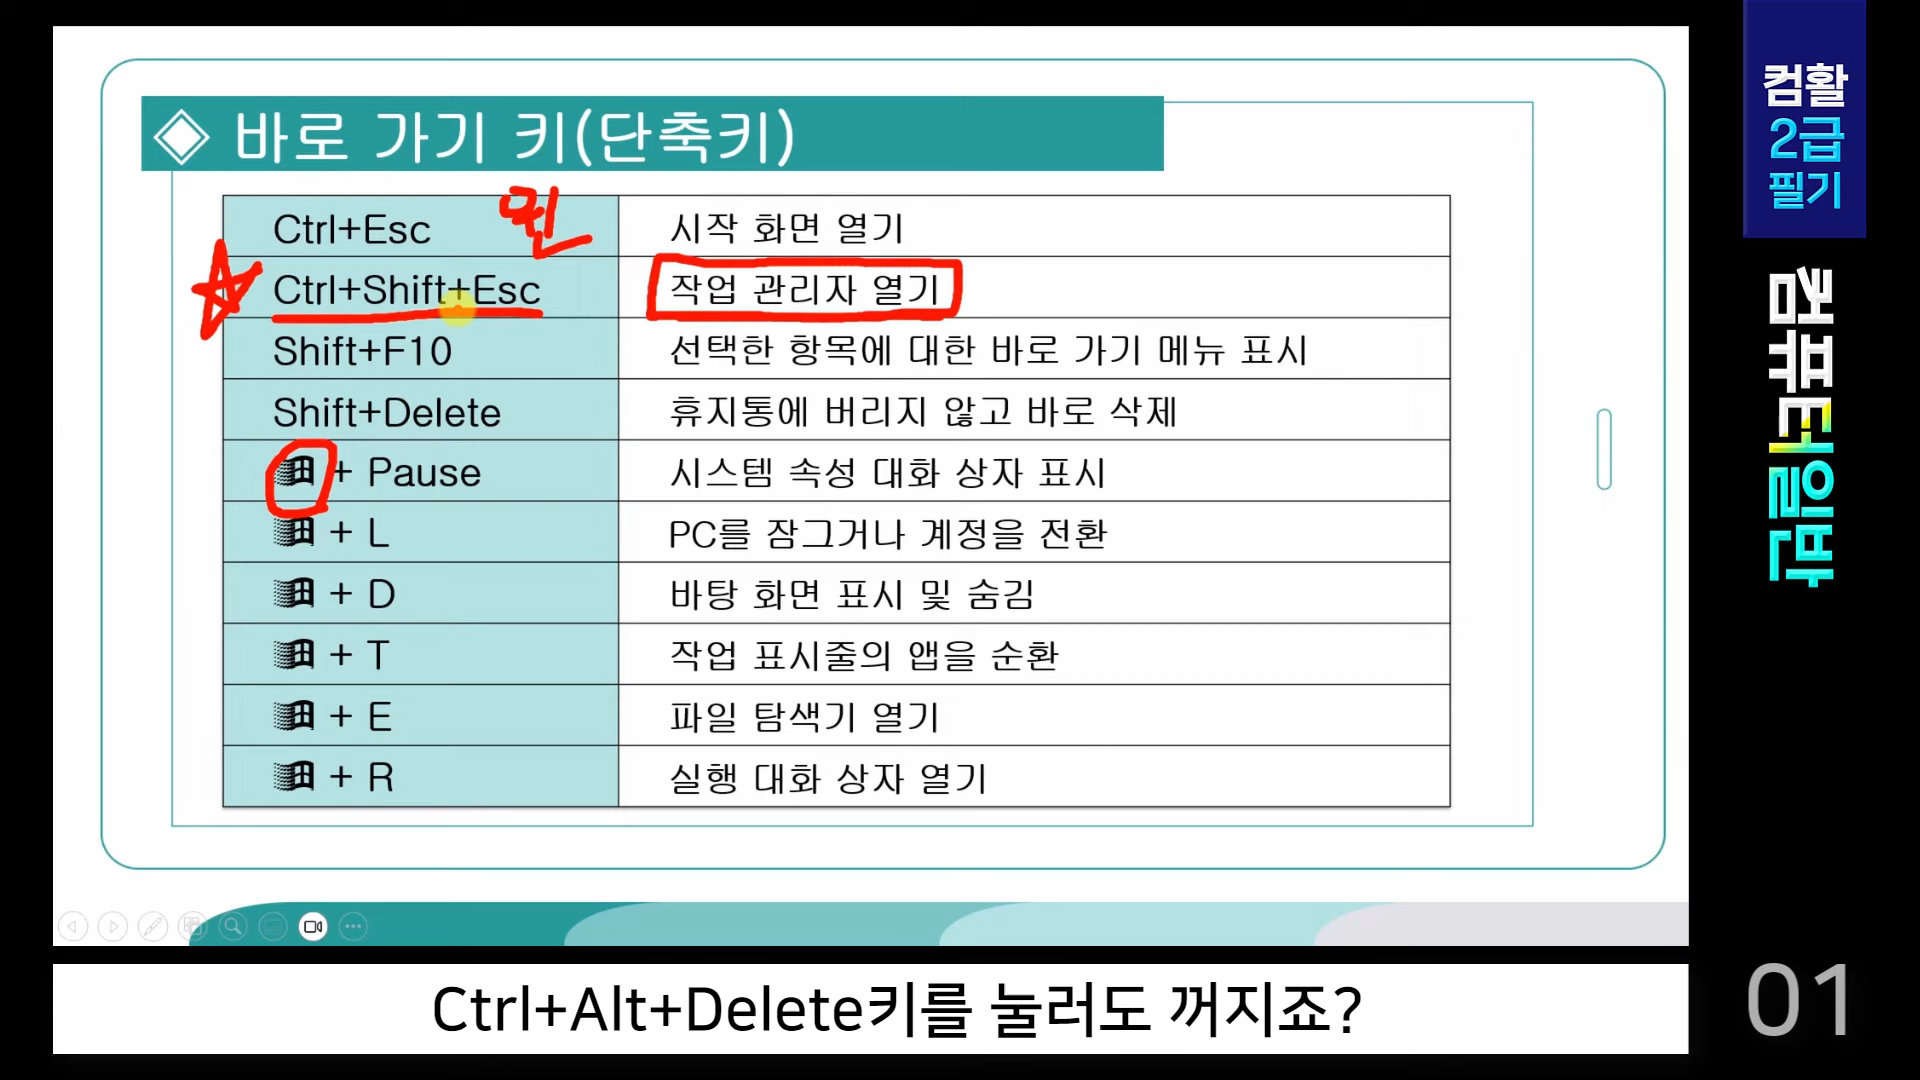 바로 가기 키(단축키)
Ctrl+Esc 윈 시작 화면 열기
Ctrl+Shift+Esc 작업 관리자 열기
Shift+F10 선택한 항목에 대한 바로 가기 메뉴 표시
Shift+Delete 휴지통에 버리지 않고 바로 삭제
+ Pause 시스템 속성 대화 상자 표시
+ L PC를 잠그거나 계정을 전환
+ D 바탕 화면 표시 및 숨김
+ T 작업 표시줄의 앱을 순환
+ E 파일 탐색기 열기
+ R 실행 대화 상자 열기
Ctrl+Alt+Delete키를 눌러도 꺼지죠?
컴활
2급
필기
컴퓨터일반
01